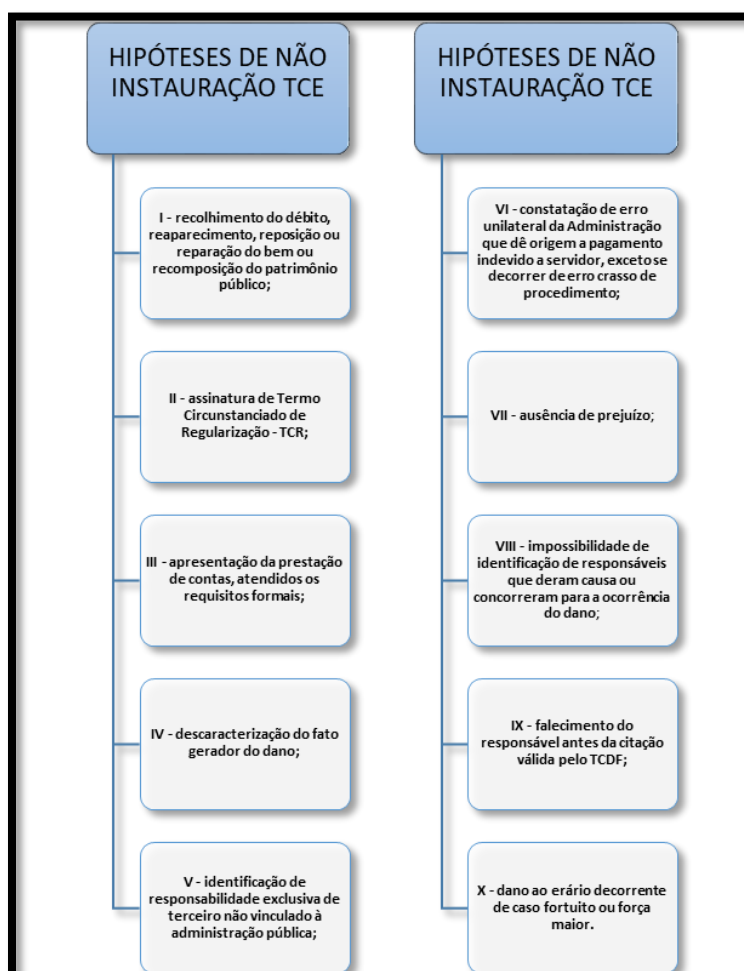 HIPÓTESES DE NÃO
INSTAURAÇÃO TCE
I - recolhimento do débito,
reaparecimento, reposição ou
reparação do bem ou
recomposição do patrimônio
público;
II - assinatura de Termo
Circunstanciado de
Regularização - TCR;
III - apresentação da prestação
de contas, atendidos os
requisitos formais;
IV - descaracterização do fato
gerador do dano;
V - identificação de
responsabilidade exclusiva de
terceiro não vinculado à
administração pública;
HIPÓTESES DE NÃO
INSTAURAÇÃO TCE
VI - constatação de erro
unilateral da Administração
que dê origem a pagamento
indevido a servidor, exceto se
decorrer de erro crasso de
procedimento;
VII - ausência de prejuízo;
VIII - impossibilidade de
identificação de responsáveis
que deram causa ou
concorreram para a ocorrência
do dano;
IX - falecimento do
responsável antes da citação
válida pelo TCDF;
X - dano ao erário decorrente
de caso fortuito ou força
maior.